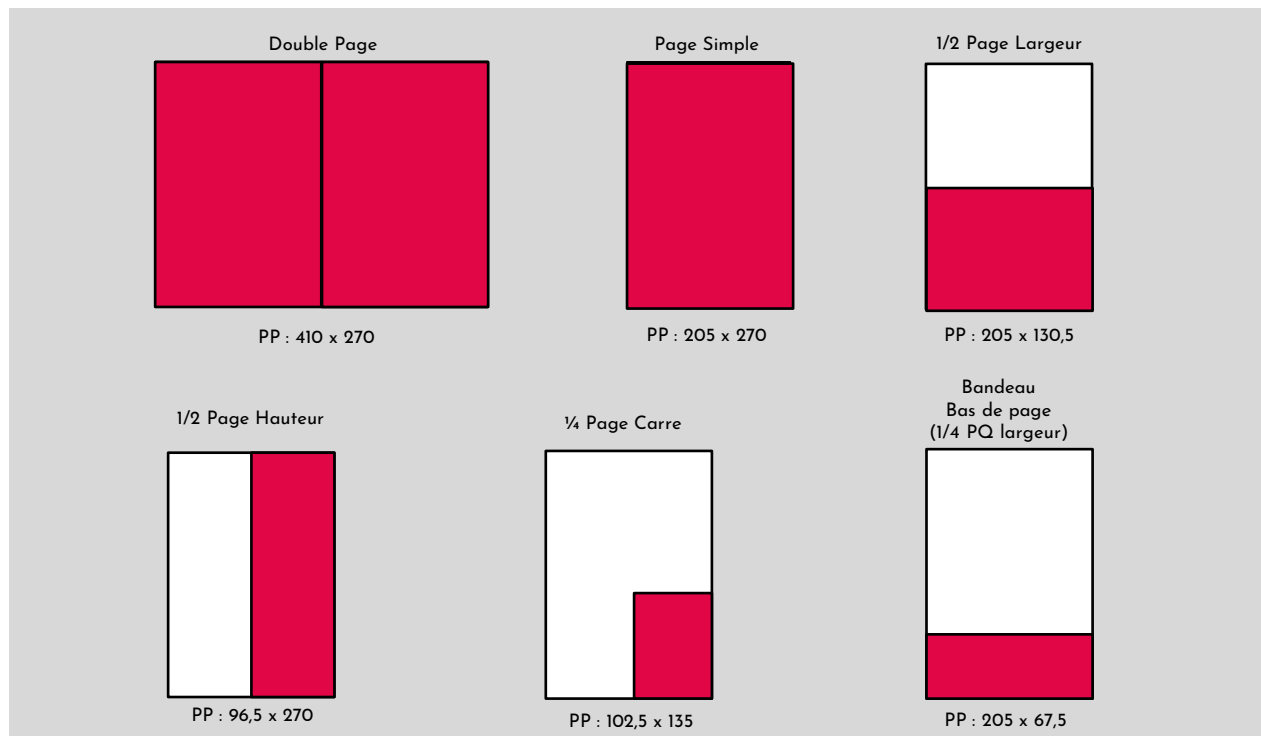 Double Page
Page Simple
1/2 Page Largeur
PP : 410 x 270
PP : 205 x 270
PP : 205 x 130,5
1/2 Page Hauteur
¼ Page Carre
Bandeau
Bas de page
(1/4 PQ largeur)
PP : 96,5 x 270
PP : 102,5 x 135
PP : 205 x 67,5